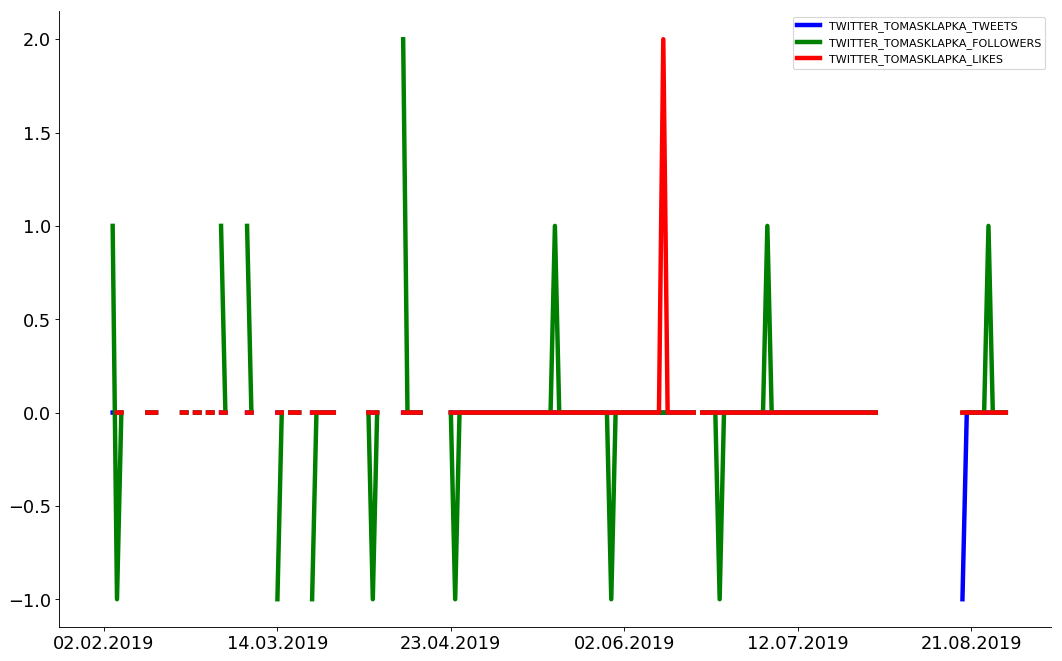 TWITTER_TOMASKLAPKA_TWEETS
TWITTER_TOMASKLAPKA_FOLLOWERS
TWITTER_TOMASKLAPKA_LIKES
2.0
1.5
1.0
0.5
0.0
−0.5
−1.0
02.02.2019 14.03.2019 23.04.2019 02.06.2019 12.07.2019 21.08.2019